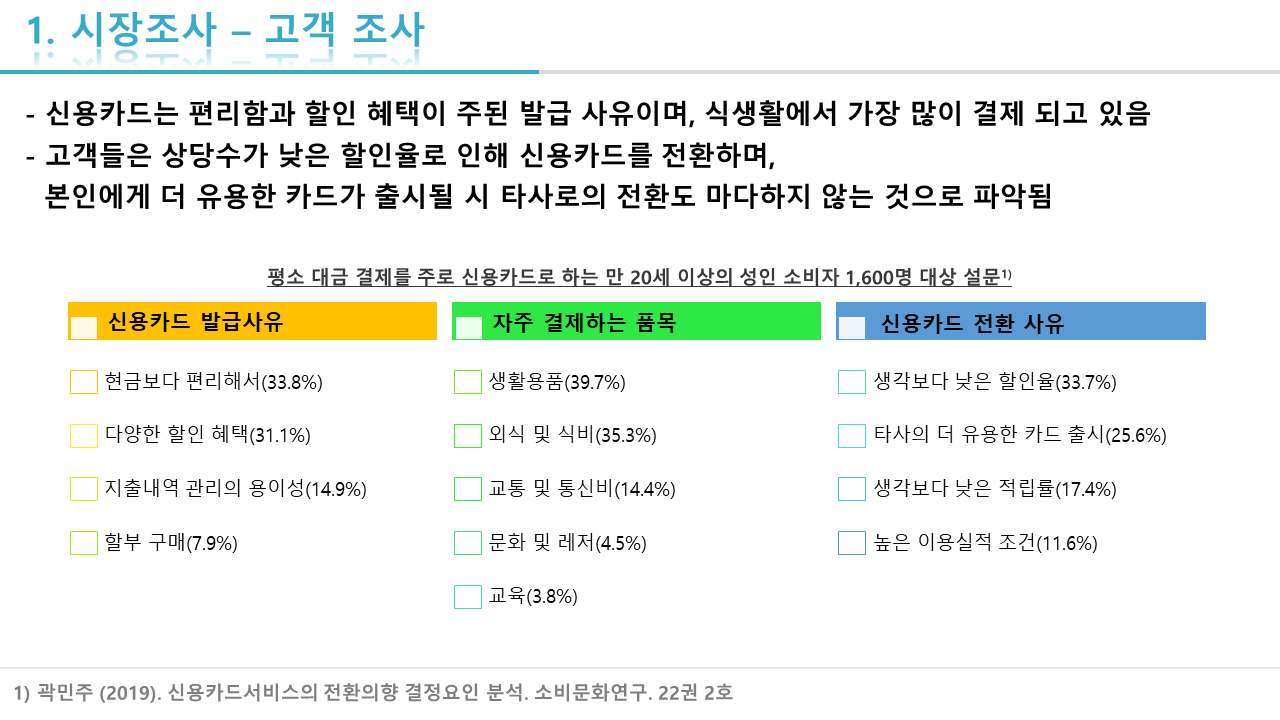 1. 시장조사 – 고객 조사
- 신용카드는 편리함과 할인 혜택이 주된 발급 사유이며, 식생활에서 가장 많이 결제 되고 있음
- 고객들은 상당수가 낮은 할인율로 인해 신용카드를 전환하며,
본인에게 더 유용한 카드가 출시될 시 타사로의 전환도 마다하지 않는 것으로 파악됨
평소 대금 결제를 주로 신용카드로 하는 만 20세 이상의 성인 소비자 1,600명 대상 설문1)
신용카드 발급사유
현금보다 편리해서(33.8%)
다양한 할인 혜택(31.1%)
지출내역 관리의 용이성(14.9%)
할부 구매(7.9%)
자주 결제하는 품목
생활용품(39.7%)
외식 및 식비(35.3%)
교통 및 통신비(14.4%)
문화 및 레저(4.5%)
교육(3.8%)
신용카드 전환 사유
생각보다 낮은 할인율(33.7%)
타사의 더 유용한 카드 출시(25.6%)
생각보다 낮은 적립률(17.4%)
높은 이용실적 조건(11.6%)
1) 곽민주 (2019). 신용카드서비스의 전환의향 결정요인 분석. 소비문화연구. 22권 2호